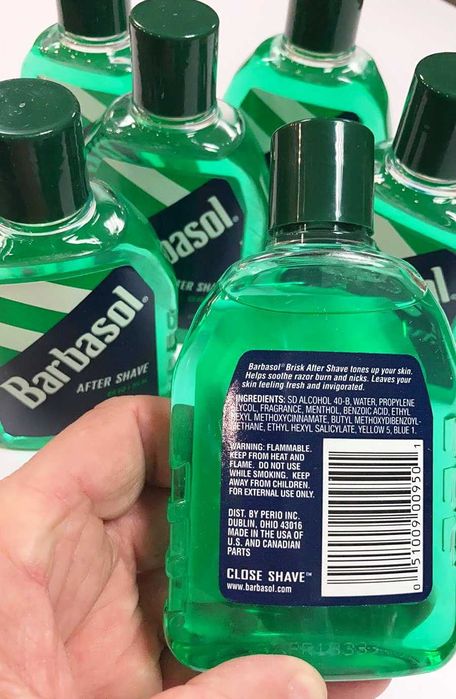 Barbasol®
AFTER SHAVE
basol®
TER SHA
Barbasol® Brisk After Shave tones up your skin.
Helps soothe razor burn and nicks. Leaves your
skin feeling fresh and invigorated.
INGREDIENTS: SD ALCOHOL 40-B, WATER, PROPYLENE
GLYCOL, FRAGRANCE, MENTHOL, BENZOIC ACID, ETHYL
HEXYL METHOXYCINNAMATE, BUTYL METHOXYDIBENZOYL-
METHANE, ETHYL HEXYL SALICYLATE, YELLOW 5, BLUE 1.
WARNING: FLAMMABLE.
KEEP FROM HEAT AND
FLAME. DO NOT USE
WHILE SMOKING. KEEP
AWAY FROM CHILDREN.
FOR EXTERNAL USE ONLY.
DIST. BY PERIO INC.
DUBLIN, OHIO 43016
MADE IN THE USA OF
U.S. AND CANADIAN
PARTS
CLOSE SHAVE™
www.barbasol.com
0 51009 00950 1